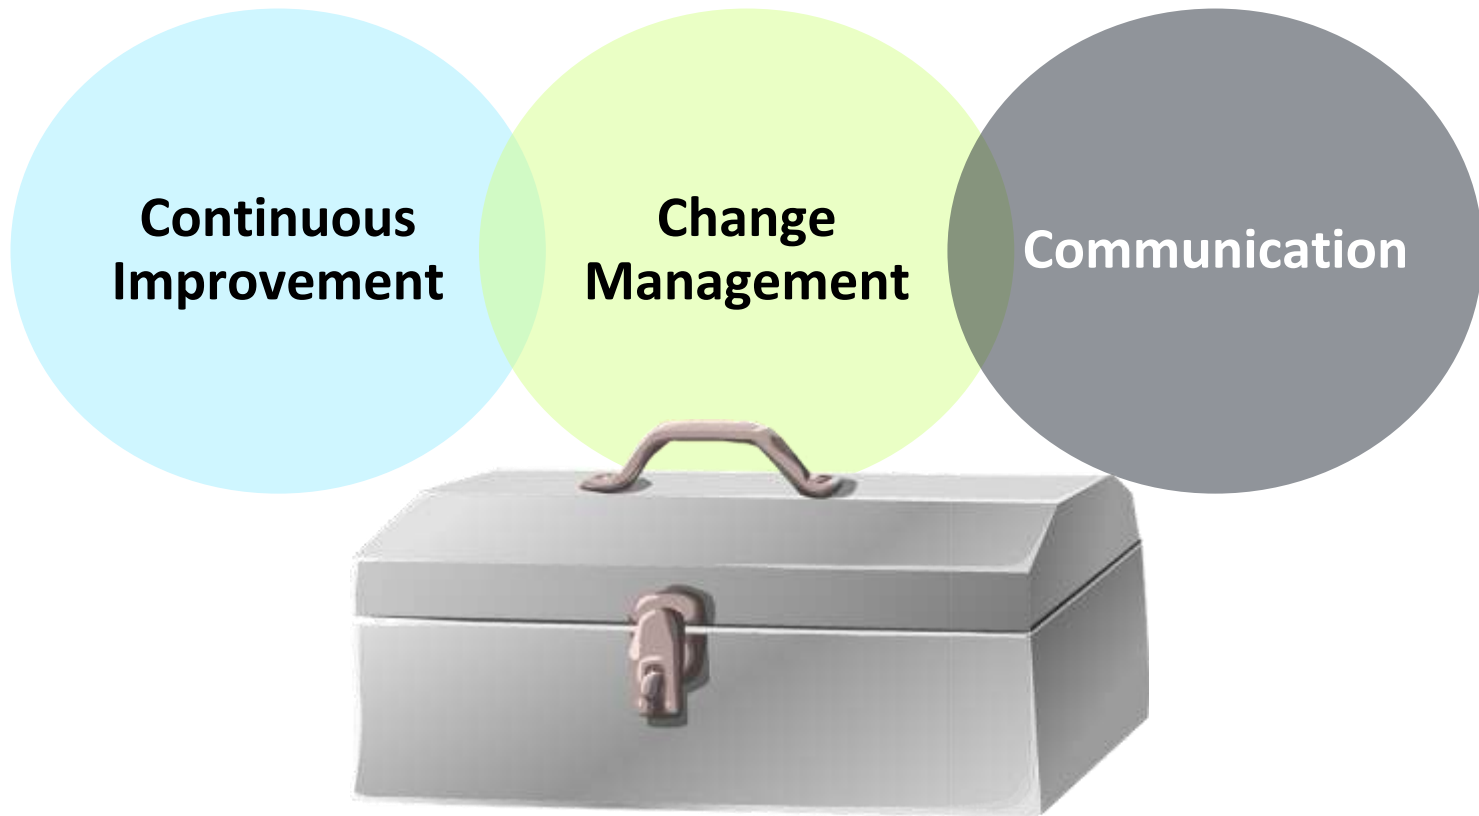 Continuous
Improvement
Change
Management
Communication